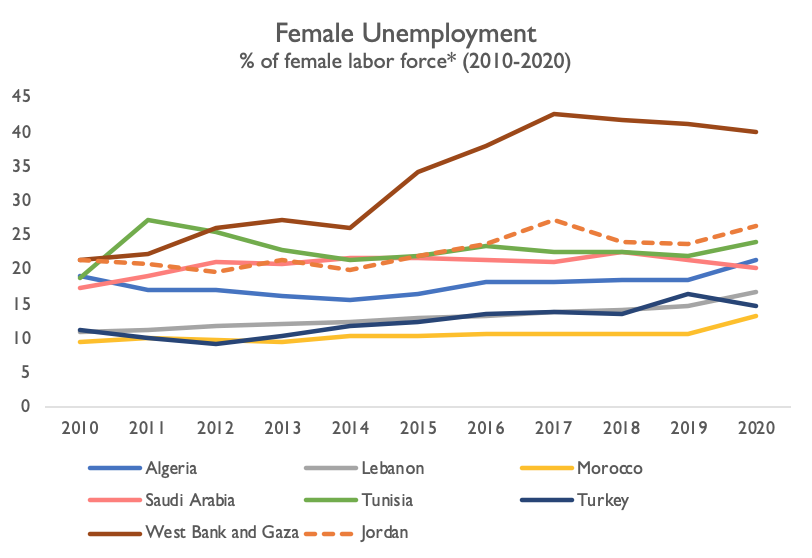 Female Unemployment
% of female labor force* (2010-2020)
45
40
35
30
25
20
15
10
5
0
2010 2011 2012 2013 2014 2015 2016 2017 2018 2019 2020
Algeria Lebanon Morocco
Saudi Arabia Tunisia Turkey
West Bank and Gaza Jordan